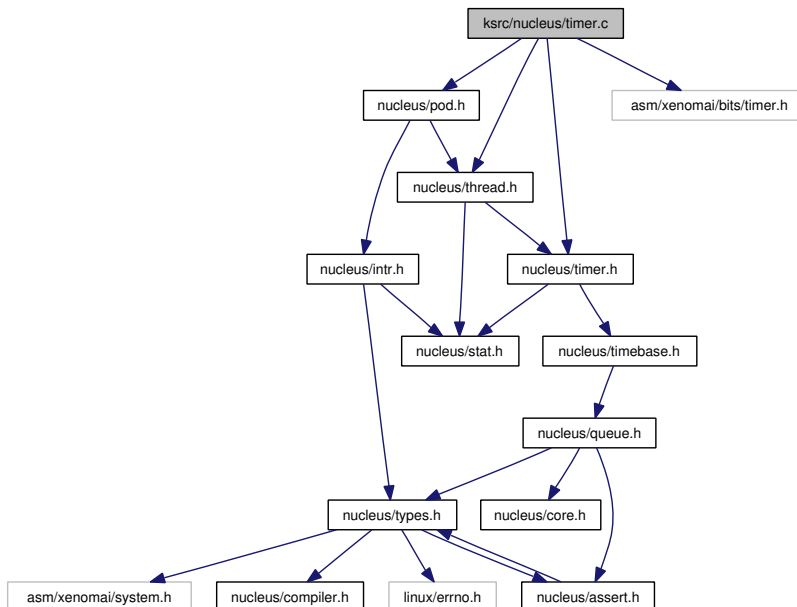 ksrc/nucleus/timer.c
nucleus/pod.h
asm/xenomai/bits/timer.h
nucleus/thread.h
nucleus/intr.h
nucleus/timer.h
nucleus/stat.h
nucleus/timebase.h
nucleus/queue.h
nucleus/types.h
nucleus/core.h
asm/xenomai/system.h
nucleus/compiler.h
linux/errno.h
nucleus/assert.h